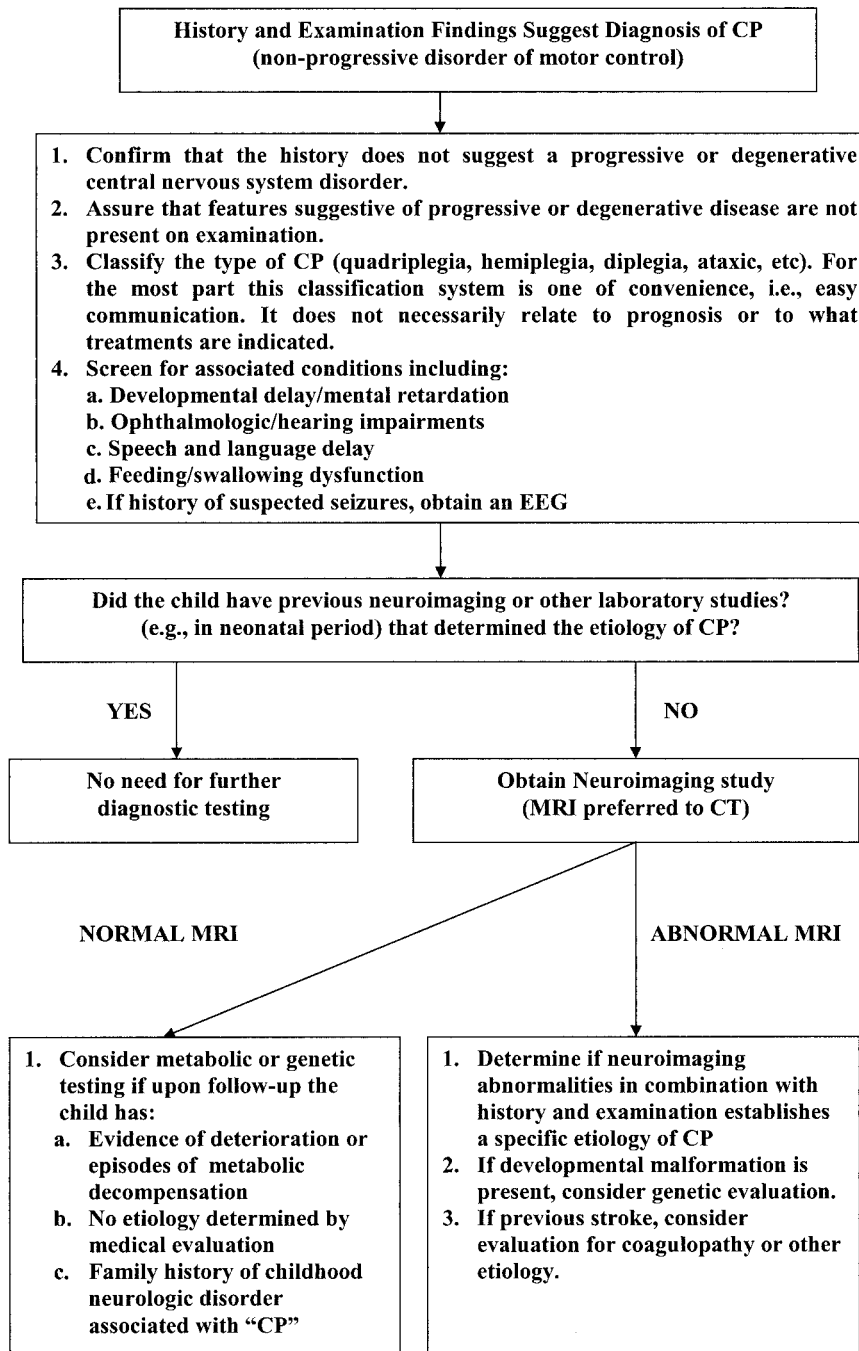 History and Examination Findings Suggest Diagnosis of CP
(non-progressive disorder of motor control)
1. Confirm that the history does not suggest a progressive or degenerative
central nervous system disorder.
2. Assure that features suggestive of progressive or degenerative disease are not
present on examination.
3. Classify the type of CP (quadriplegia, hemiplegia, diplegia, ataxic, etc). For
the most part this classification system is one of convenience, i.e., easy
communication. It does not necessarily relate to prognosis or to what
treatments are indicated.
4. Screen for associated conditions including:
a. Developmental delay/mental retardation
b. Ophthalmologic/hearing impairments
c. Speech and language delay
d. Feeding/swallowing dysfunction
e. If history of suspected seizures, obtain an EEG
Did the child have previous neuroimaging or other laboratory studies?
(e.g., in neonatal period) that determined the etiology of CP?
YES
NO
No need for further
diagnostic testing
Obtain Neuroimaging study
(MRI preferred to CT)
NORMAL MRI
ABNORMAL MRI
1. Consider metabolic or genetic
testing if upon follow-up the
child has:
a. Evidence of deterioration or
episodes of metabolic
decompensation
b. No etiology determined by
medical evaluation
c. Family history of childhood
neurologic disorder
associated with “CP”
1. Determine if neuroimaging
abnormalities in combination with
history and examination establishes
a specific etiology of CP
2. If developmental malformation is
present, consider genetic evaluation.
3. If previous stroke, consider
evaluation for coagulopathy or other
etiology.